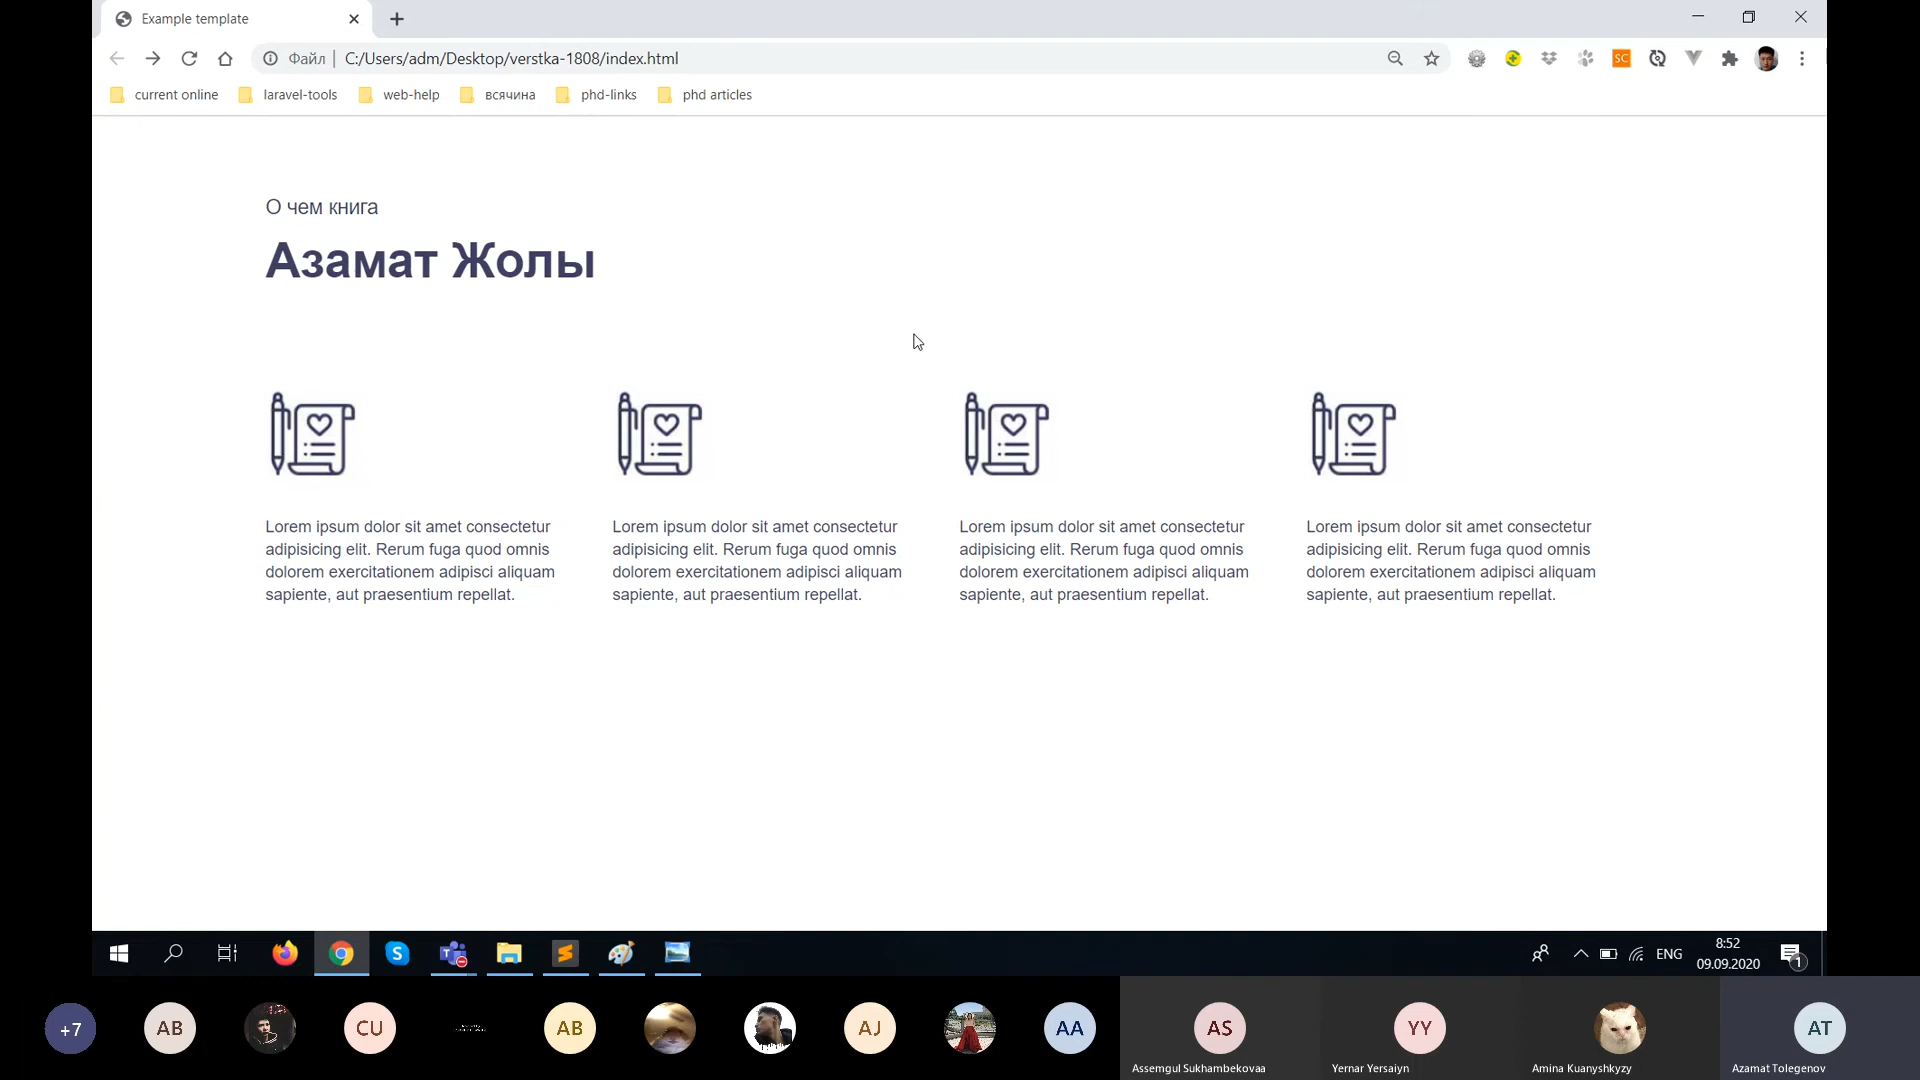 Example template
Файл | C:/Users/adm/Desktop/verstka-1808/index.html
SC
current online
laravel-tools
web-help
всячина
phd-links
phd articles
О чем книга
Азамат Жолы
Lorem ipsum dolor sit amet consectetur
adipisicing elit. Rerum fuga quod omnis
dolorem exercitationem adipisci aliquam
sapiente, aut praesentium repellat.
Lorem ipsum dolor sit amet consectetur
adipisicing elit. Rerum fuga quod omnis
dolorem exercitationem adipisci aliquam
sapiente, aut praesentium repellat.
Lorem ipsum dolor sit amet consectetur
adipisicing elit. Rerum fuga quod omnis
dolorem exercitationem adipisci aliquam
sapiente, aut praesentium repellat.
Lorem ipsum dolor sit amet consectetur
adipisicing elit. Rerum fuga quod omnis
dolorem exercitationem adipisci aliquam
sapiente, aut praesentium repellat.
ENG
8:52
09.09.2020
1
+7
AB
CU
AB
AJ
AA
AS
Assemgul Sukhambekovaa
YY
Yernar Yersaiyn
Amina Kuanyshkyzy
AT
Azamat Tolegenov